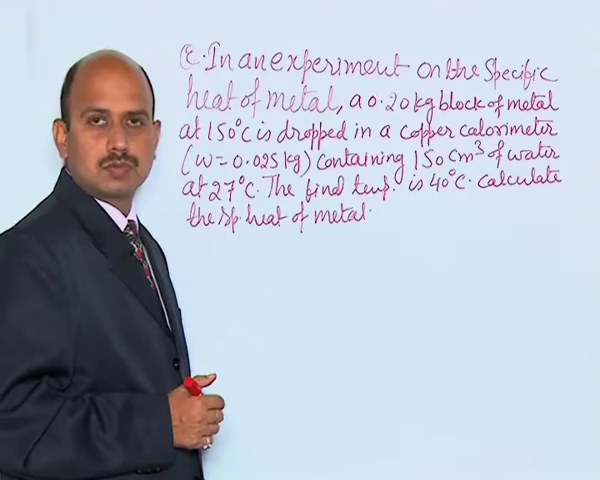 Q. In an experiment on the Specific
heat of metal, a 0.20 kg block of metal
at 150°C is dropped in a copper calorimeter
(w = 0.025 kg) containing 150 cm³ of water
at 27°C. The final temp. is 40°C. calculate
the sp. heat of metal.